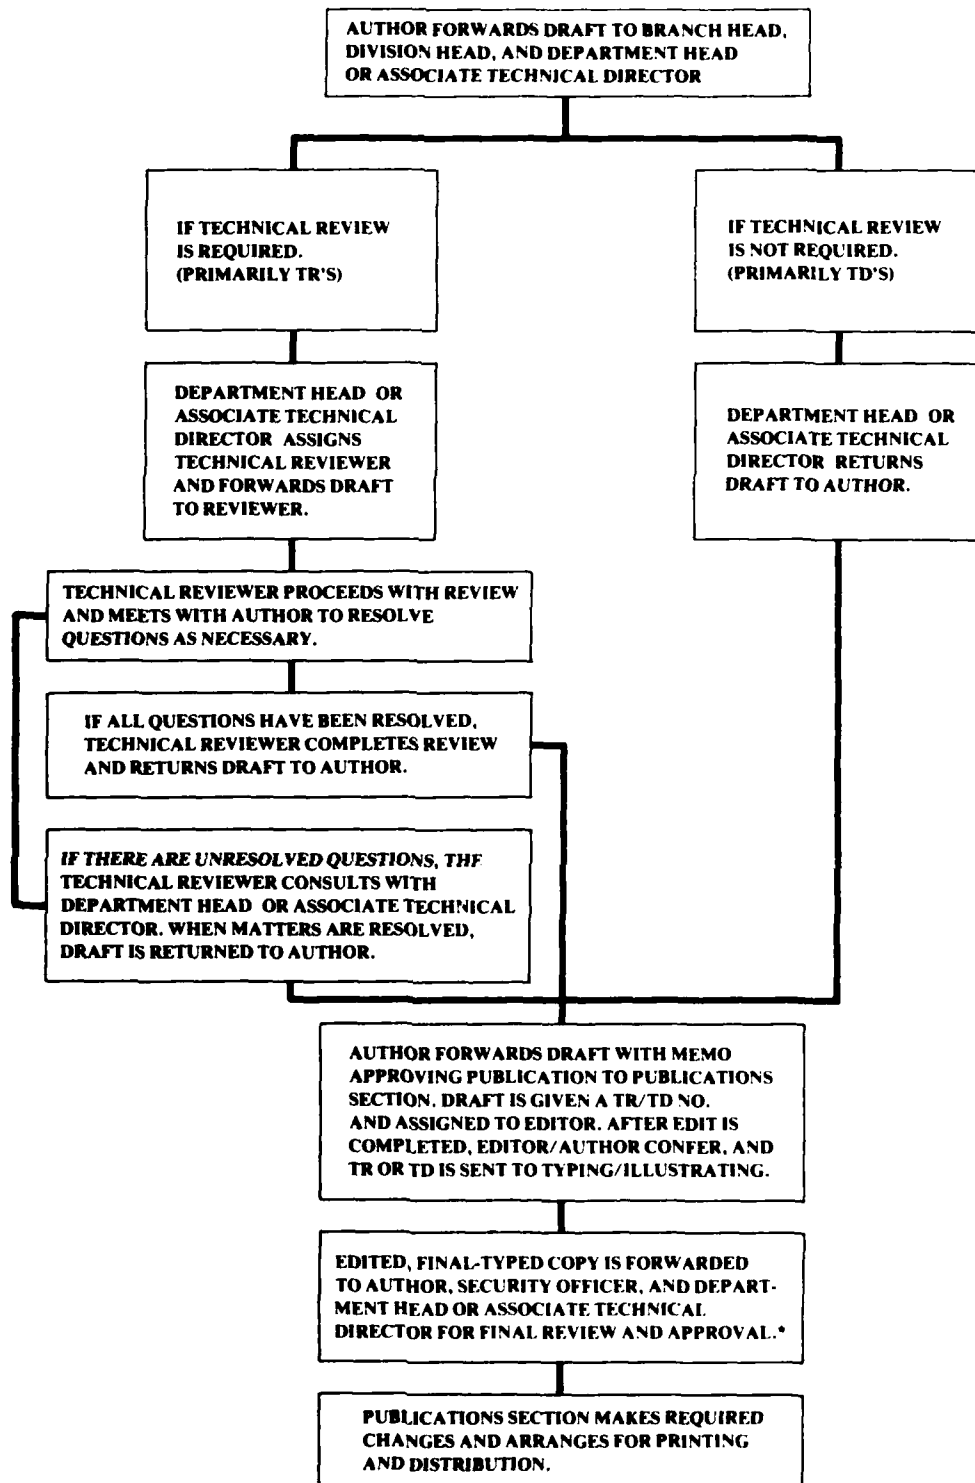 AUTHOR FORWARDS DRAFT TO BRANCH HEAD,
DIVISION HEAD, AND DEPARTMENT HEAD
OR ASSOCIATE TECHNICAL DIRECTOR
IF TECHNICAL REVIEW
IS REQUIRED.
(PRIMARILY TR'S)
IF TECHNICAL REVIEW
IS NOT REQUIRED.
(PRIMARILY TD'S)
DEPARTMENT HEAD OR
ASSOCIATE TECHNICAL
DIRECTOR ASSIGNS
TECHNICAL REVIEWER
AND FORWARDS DRAFT
TO REVIEWER.
DEPARTMENT HEAD OR
ASSOCIATE TECHNICAL
DIRECTOR RETURNS
DRAFT TO AUTHOR.
TECHNICAL REVIEWER PROCEEDS WITH REVIEW
AND MEETS WITH AUTHOR TO RESOLVE
QUESTIONS AS NECESSARY.
IF ALL QUESTIONS HAVE BEEN RESOLVED,
TECHNICAL REVIEWER COMPLETES REVIEW
AND RETURNS DRAFT TO AUTHOR.
IF THERE ARE UNRESOLVED QUESTIONS, THE
TECHNICAL REVIEWER CONSULTS WITH
DEPARTMENT HEAD OR ASSOCIATE TECHNICAL
DIRECTOR. WHEN MATTERS ARE RESOLVED,
DRAFT IS RETURNED TO AUTHOR.
AUTHOR FORWARDS DRAFT WITH MEMO
APPROVING PUBLICATION TO PUBLICATIONS
SECTION. DRAFT IS GIVEN A TR/TD NO.
AND ASSIGNED TO EDITOR. AFTER EDIT IS
COMPLETED, EDITOR/AUTHOR CONFER, AND
TR OR TD IS SENT TO TYPING/ILLUSTRATING.
EDITED, FINAL-TYPED COPY IS FORWARDED
TO AUTHOR, SECURITY OFFICER, AND DEPART-
MENT HEAD OR ASSOCIATE TECHNICAL
DIRECTOR FOR FINAL REVIEW AND APPROVAL.*
PUBLICATIONS SECTION MAKES REQUIRED
CHANGES AND ARRANGES FOR PRINTING
AND DISTRIBUTION.